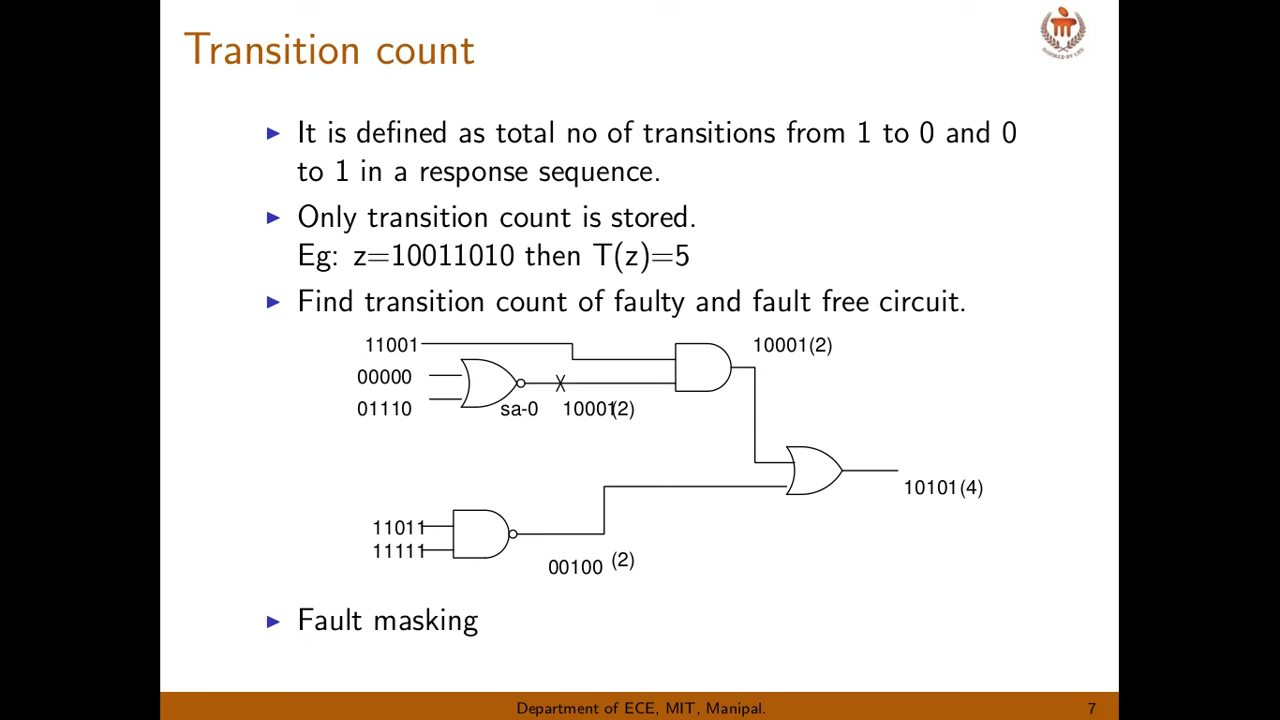 Transition count
It is defined as total no of transitions from 1 to 0 and 0
to 1 in a response sequence.
Only transition count is stored.
Eg: z=10011010 then T(z)=5
Find transition count of faulty and fault free circuit.
11001
10001(2)
00000
01110
sa-0
10001(2)
10101(4)
11011
11111
00100
(2)
Fault masking
Department of ECE, MIT, Manipal.
7